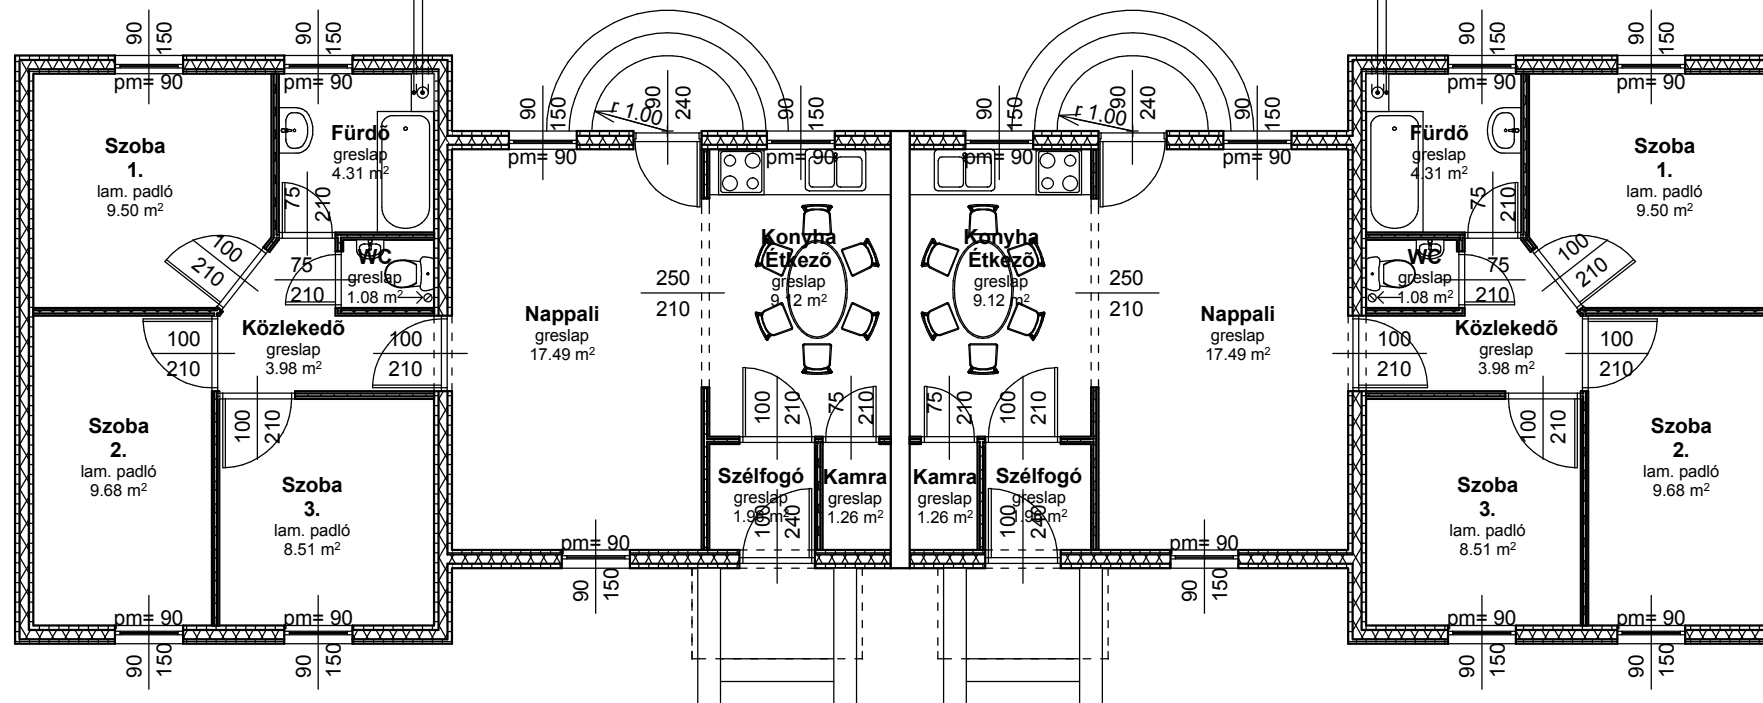 90
150
pm= 90
90
150
pm= 90
90
150
pm= 90
r 1.00
90
240
90
150
pm= 90
90
150
pm= 90
r 1.00
90
240
90
150
pm= 90
90
150
pm= 90
90
150
pm= 90
Szoba
1.
lam. padló
9.50 m²
Fürdõ
greslap
4.31 m²
75
210
100
210
WC
greslap
1.08 m²
75
210
Közlekedõ
greslap
3.98 m²
100
210
100
210
100
210
Szoba
2.
lam. padló
9.68 m²
Szoba
3.
lam. padló
8.51 m²
Nappali
greslap
17.49 m²
250
210
Konyha
Étkezõ
greslap
9.12 m²
100
210
75
210
Szélfogó
greslap
100
240
Kamra
greslap
1.26 m²
Konyha
Étkezõ
greslap
9.12 m²
75
210
100
210
Kamra
greslap
1.26 m²
Szélfogó
greslap
100
240
250
210
Nappali
greslap
17.49 m²
Fürdõ
greslap
4.31 m²
75
210
WC
greslap
1.08 m²
75
210
100
210
Szoba
1.
lam. padló
9.50 m²
Közlekedõ
greslap
3.98 m²
100
210
100
210
100
210
Szoba
3.
lam. padló
8.51 m²
Szoba
2.
lam. padló
9.68 m²
pm= 90
90
150
pm= 90
90
150
pm= 90
90
150
pm= 90
90
150
pm= 90
90
150
pm= 90
90
150